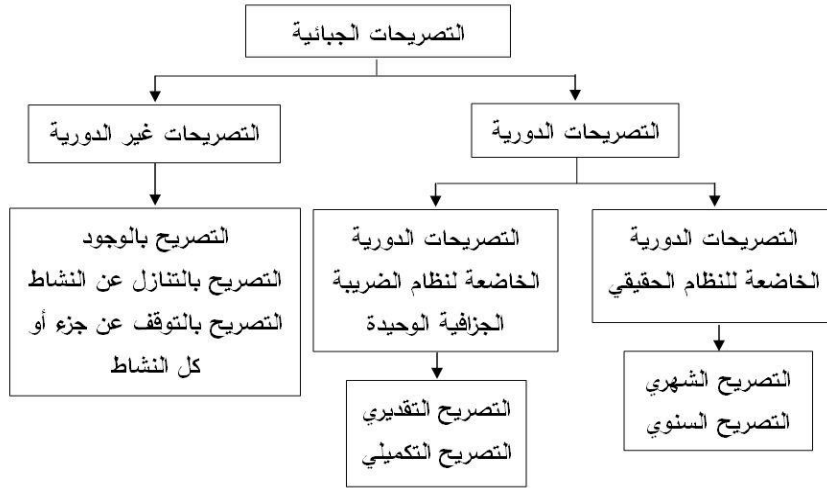 التصريحات الجبائية
التصريحات الدورية
التصريحات غير الدورية
التصريحات الدورية
الخاضعة للنظام الحقيقي
التصريحات الدورية
الخاضعة لنظام الضريبة
الجزافية الوحيدة
التصريح بالوجود
التصريح بالتنازل عن النشاط
التصريح بالتوقف عن جزء أو
كل النشاط
التصريح الشهري
التصريح السنوي
التصريح التقديري
التصريح التكميلي